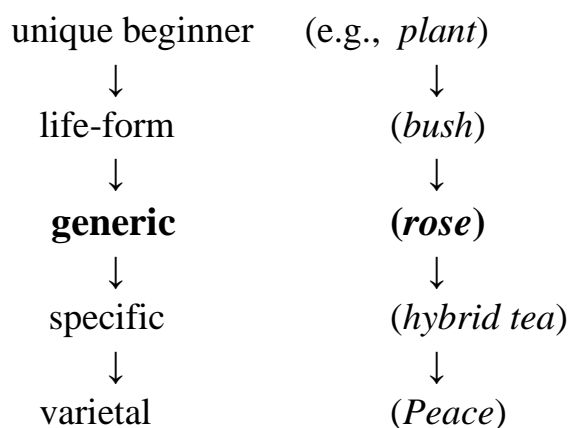 unique beginner (e.g., plant)
↓ ↓
life-form (bush)
↓ ↓
generic (rose)
↓ ↓
specific (hybrid tea)
↓ ↓
varietal (Peace)